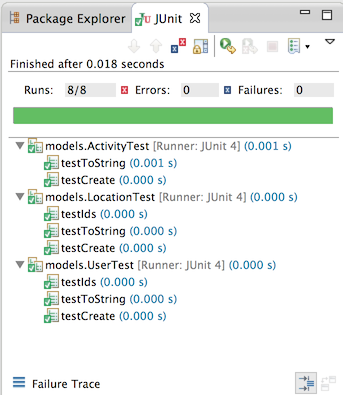 Package Explorer JUnit
Finished after 0.018 seconds
Runs: 8/8 Errors: 0 Failures: 0
models.ActivityTest [Runner: JUnit 4] (0.001 s)
testToString (0.001 s)
testCreate (0.000 s)
models.LocationTest [Runner: JUnit 4] (0.000 s)
testIds (0.000 s)
testToString (0.000 s)
testCreate (0.000 s)
models.UserTest [Runner: JUnit 4] (0.000 s)
testIds (0.000 s)
testToString (0.000 s)
testCreate (0.000 s)
Failure Trace